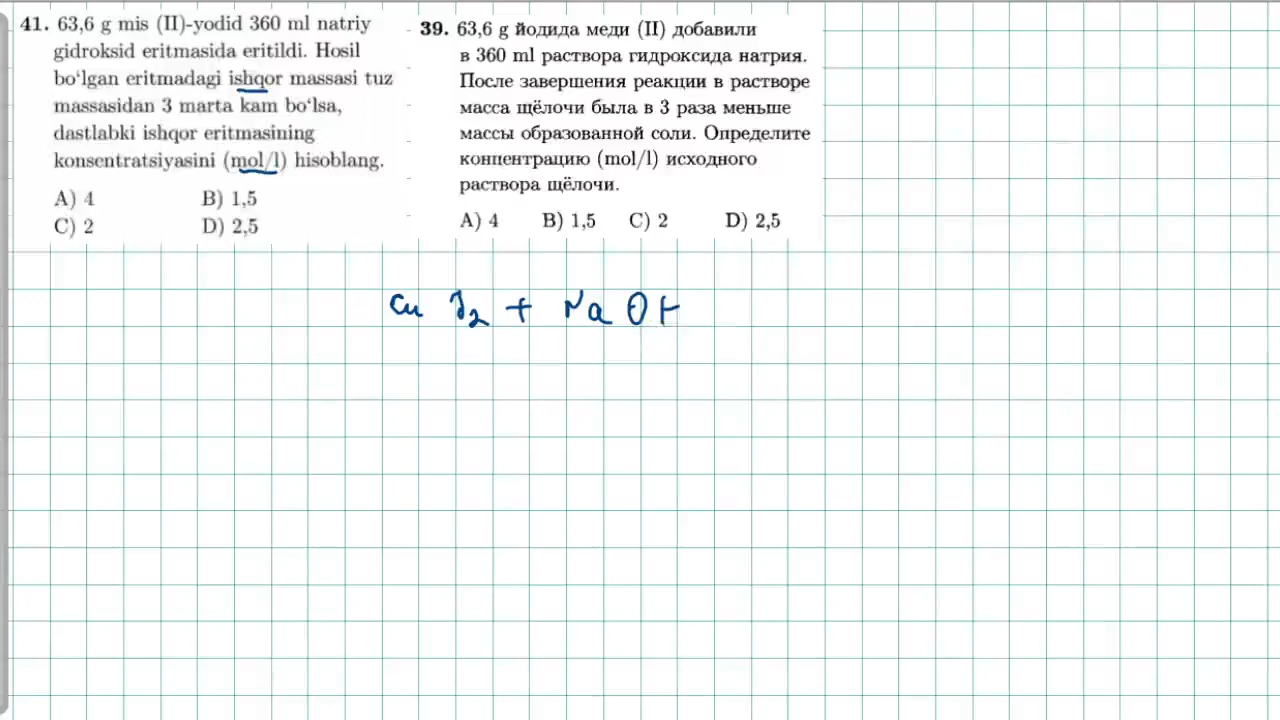 41. 63,6 g mis (II)-yodid 360 ml natriy
gidroksid eritmasida eritildi. Hosil
bo‘lgan eritmadagi ishqor massasi tuz
massasidan 3 marta kam bo‘lsa,
dastlabki ishqor eritmasining
konsentratsiyasini (mol/l) hisoblang.
A) 4 B) 1,5
C) 2 D) 2,5
39. 63,6 g йодида меди (II) добавили
в 360 ml раствора гидроксида натрия.
После завершения реакции в растворе
масса щёлочи была в 3 раза меньше
массы образованной соли. Определите
концентрацию (mol/l) исходного
раствора щёлочи.
A) 4 B) 1,5 C) 2 D) 2,5
Cu J2 + Na OH